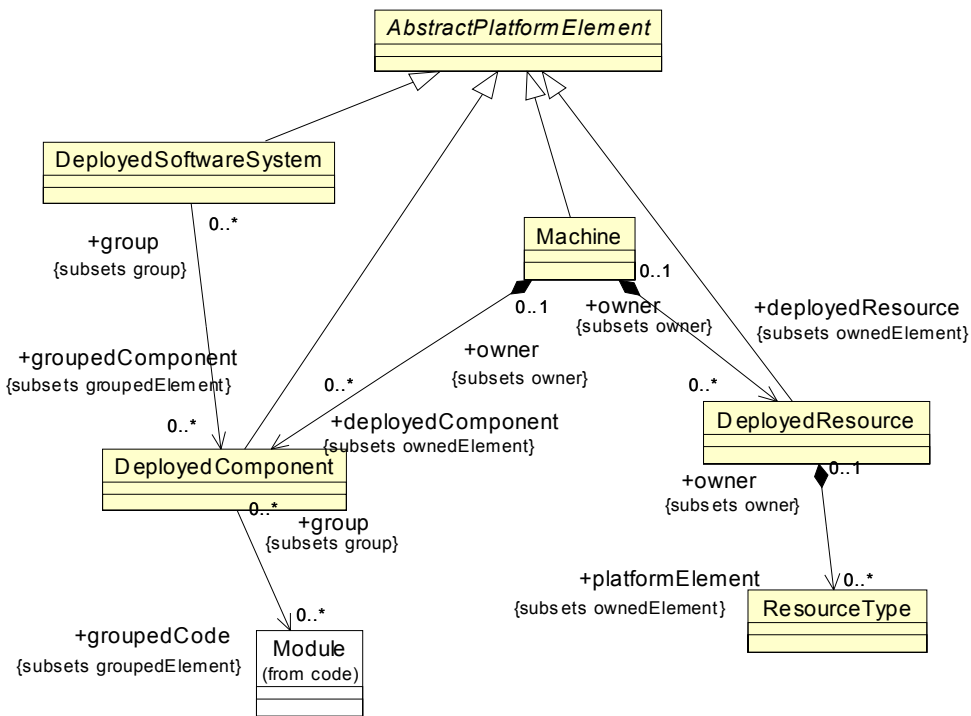 AbstractPlatformElement
DeployedSoftwareSystem
0..*
+group
{subsets group}
Machine
0..1
0..1
+owner
{subsets owner}
+deployedResource
{subsets ownedElement}
+groupedComponent
{subsets groupedElement}
+owner
{subsets owner}
0..*
0..*
0..*
+deployedComponent
{subsets ownedElement}
DeployedResource
DeployedComponent
0..1
+owner
{subsets owner}
0..*
+group
{subsets group}
+platformElement
{subsets ownedElement}
0..*
ResourceType
0..*
+groupedCode
{subsets groupedElement}
Module
(from code)